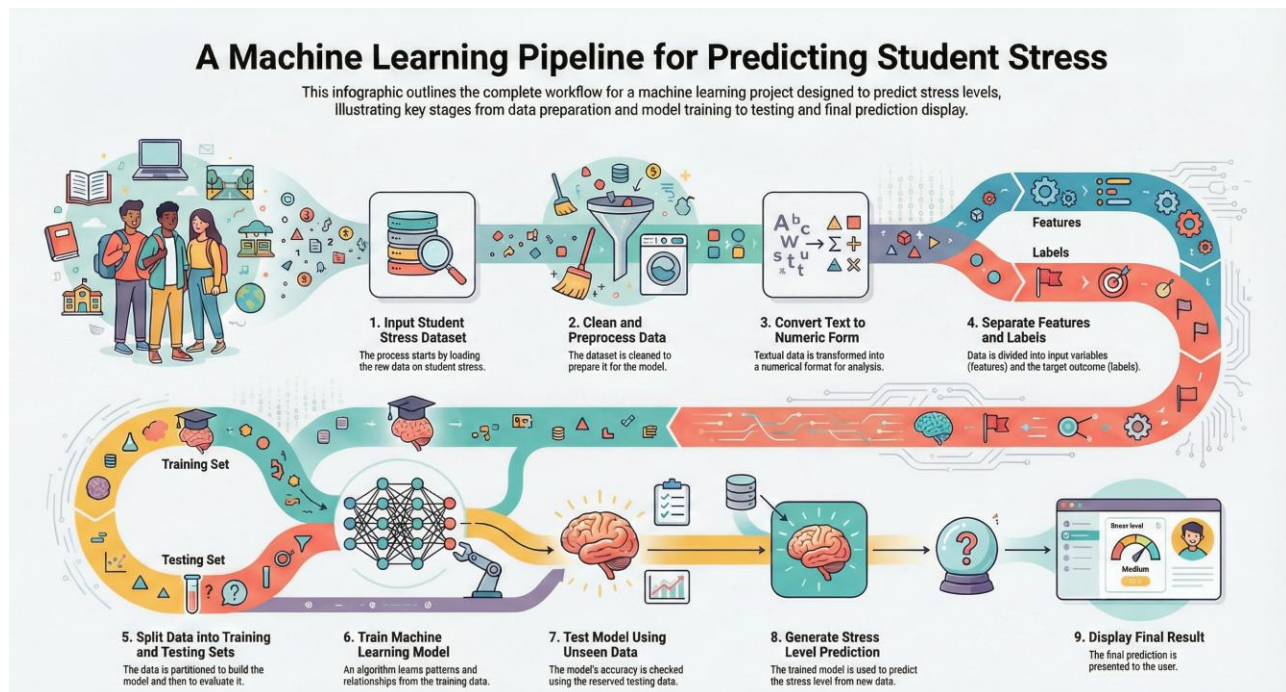 A Machine Learning Pipeline for Predicting Student Stress
This infographic outlines the complete workflow for a machine learning project designed to predict stress levels,
Illustrating key stages from data preparation and model training to testing and final prediction display.
A b c
W
s t t u
Σ
Features
Labels
1. Input Student
Stress Dataset
The process starts by loading
the rew data on student stress.
2. Clean and
Preprocess Data
The dataset is cleaned to
prepare it for the model.
3. Convert Text to
Numeric Form
Textual data is transformed into
a numerical format for analysis.
4. Separate Features
and Labels
Data is divided into input variables
(features) and the target outcome (labels).
Training Set
Testing Set
?
?
?
Stress level
Medium
5. Split Data into Training
and Testing Sets
The data is partitioned to build the
model and then to evaluate it.
6. Train Machine
Learning Model
An algorithm leams patterns and
relationships from the training data.
7. Test Model Using
Unseen Data
The model's accuracy is checked
using the reserved testing data.
8. Generate Stress
Level Prediction
The trained model is used to predict
the stress level from new data.
9. Display Final Result
The final prediction is
presented to the user.